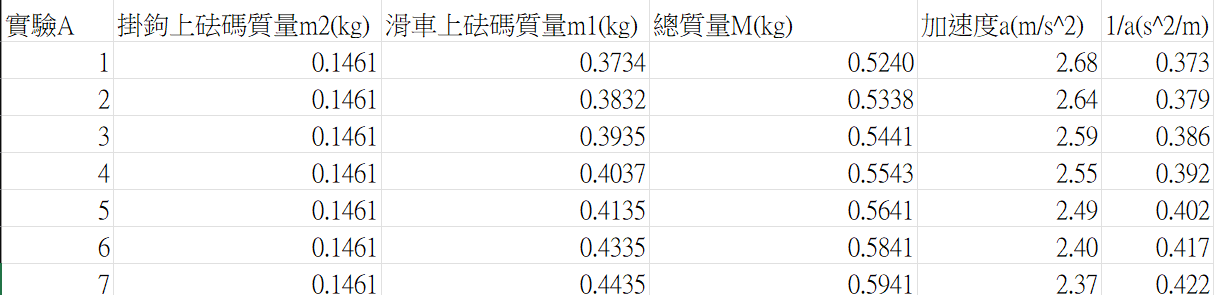 實驗A 掛鉤上砝碼質量m2(kg) 滑車上砝碼質量m1(kg) 總質量M(kg) 加速度a(m/s^2) 1/a(s^2/m)
1 0.1461 0.3734 0.5240 2.68 0.373
2 0.1461 0.3832 0.5338 2.64 0.379
3 0.1461 0.3935 0.5441 2.59 0.386
4 0.1461 0.4037 0.5543 2.55 0.392
5 0.1461 0.4135 0.5641 2.49 0.402
6 0.1461 0.4335 0.5841 2.40 0.417
7 0.1461 0.4435 0.5941 2.37 0.422